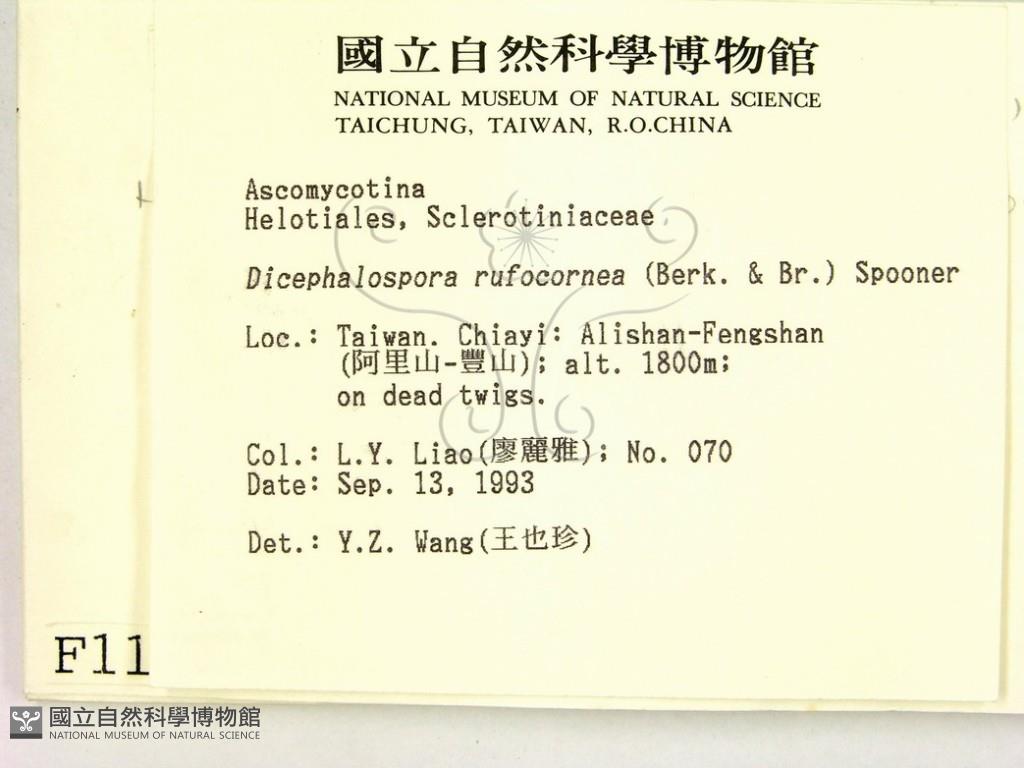 國立自然科學博物館
NATIONAL MUSEUM OF NATURAL SCIENCE
TAICHUNG, TAIWAN, R.O.CHINA
Ascomycotina
Helotiales, Sclerotiniaceae
Dicephalospora rufocornea (Berk. & Br.) Spooner
Loc.: Taiwan. Chiayi: Alishan-Fengshan
(阿里山-豐山); alt. 1800m;
on dead twigs.
Col.: L.Y. Liao(廖麗雅); No. 070
Date: Sep. 13, 1993
Det.: Y.Z. Wang(王也珍)
F11
國立自然科學博物館
NATIONAL MUSEUM OF NATURAL SCIENCE